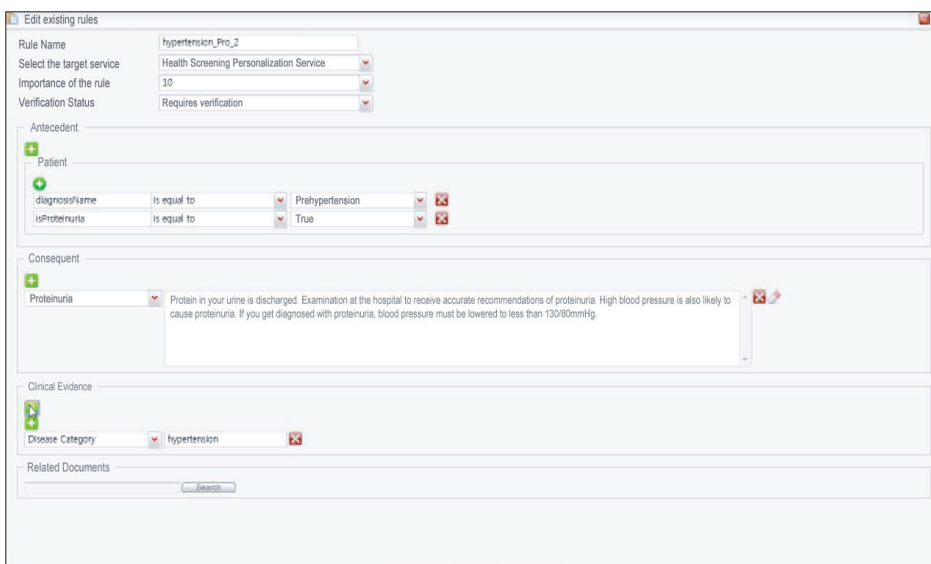 Edit existing rules
Rule Name hypertension_Pro_2
Select the target service Health Screening Personalization Service
Importance of the rule 10
Verification Status Requires verification
Antecedent
Patient
diagnosisName is equal to Prehypertension
isProteinuria is equal to True
Consequent
Proteinuria Protein in your urine is discharged. Examination at the hospital to receive accurate recommendations of proteinuria. High blood pressure is also likely to
cause proteinuria. If you get diagnosed with proteinuria, blood pressure must be lowered to less than 130/80mmHg.
Clinical Evidence
Disease Category hypertension
Related Documents
Search